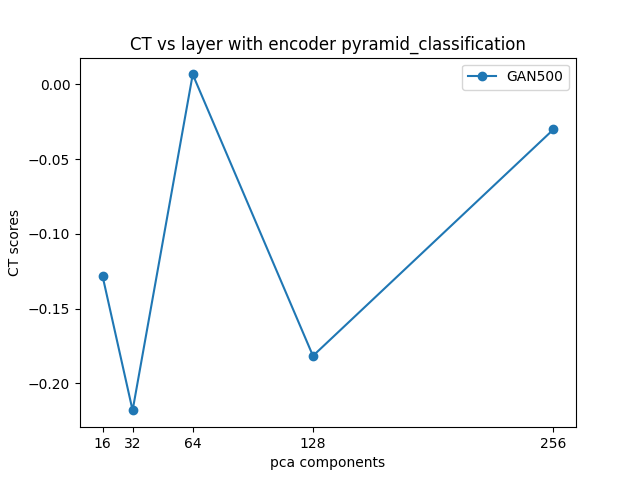 CT vs layer with encoder pyramid_classification
GAN500
0.00
−0.05
−0.10
−0.15
−0.20
CT scores
16 32 64 128 256
pca components